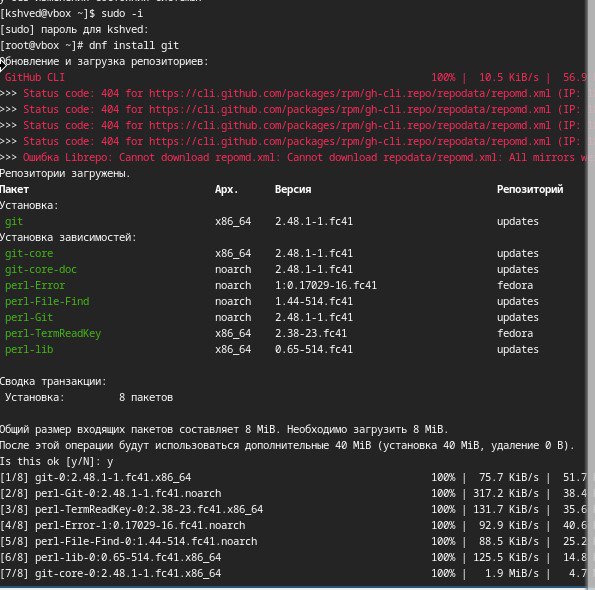 [kshved@vbox ~]$ sudo -i
[sudo] пароль для kshved:
[root@vbox ~]# dnf install git
Обновление и загрузка репозиториев:
GitHub CLI 100% | 10.5 KiB/s | 56.9
>>> Status code: 404 for https://cli.github.com/packages/rpm/gh-cli.repo/repodata/repomd.xml (IP:
>>> Status code: 404 for https://cli.github.com/packages/rpm/gh-cli.repo/repodata/repomd.xml (IP:
>>> Status code: 404 for https://cli.github.com/packages/rpm/gh-cli.repo/repodata/repomd.xml (IP:
>>> Status code: 404 for https://cli.github.com/packages/rpm/gh-cli.repo/repodata/repomd.xml (IP:
>>> Ошибка Librepo: Cannot download repomd.xml: Cannot download repodata/repomd.xml: All mirrors
Репозитории загружены.
Пакет Арх. Версия Репозиторий
Установка:
git x86_64 2.48.1-1.fc41 updates
Установка зависимостей:
git-core x86_64 2.48.1-1.fc41 updates
git-core-doc noarch 2.48.1-1.fc41 updates
perl-Error noarch 1:0.17029-16.fc41 fedora
perl-File-Find noarch 1.44-514.fc41 updates
perl-Git noarch 2.48.1-1.fc41 updates
perl-TermReadKey x86_64 2.38-23.fc41 fedora
perl-lib x86_64 0.65-514.fc41 updates
Сводка транзакции:
Установка: 8 пакетов
Общий размер входящих пакетов составляет 8 MiB. Необходимо загрузить 8 MiB.
После этой операции будут использоваться дополнительные 40 MiB (установка 40 MiB, удаление 0 B).
Is this ok [y/N]: y
[1/8] git-0:2.48.1-1.fc41.x86_64 100% | 75.7 KiB/s | 51.7
[2/8] perl-Git-0:2.48.1-1.fc41.noarch 100% | 317.2 KiB/s | 38.4
[3/8] perl-TermReadKey-0:2.38-23.fc41.x86_64 100% | 131.7 KiB/s | 35.6
[4/8] perl-Error-1:0.17029-16.fc41.noarch 100% | 92.9 KiB/s | 40.6
[5/8] perl-File-Find-0:1.44-514.fc41.noarch 100% | 88.5 KiB/s | 25.2
[6/8] perl-lib-0:0.65-514.fc41.x86_64 100% | 125.5 KiB/s | 14.8
[7/8] git-core-0:2.48.1-1.fc41.x86_64 100% | 1.9 MiB/s | 4.7